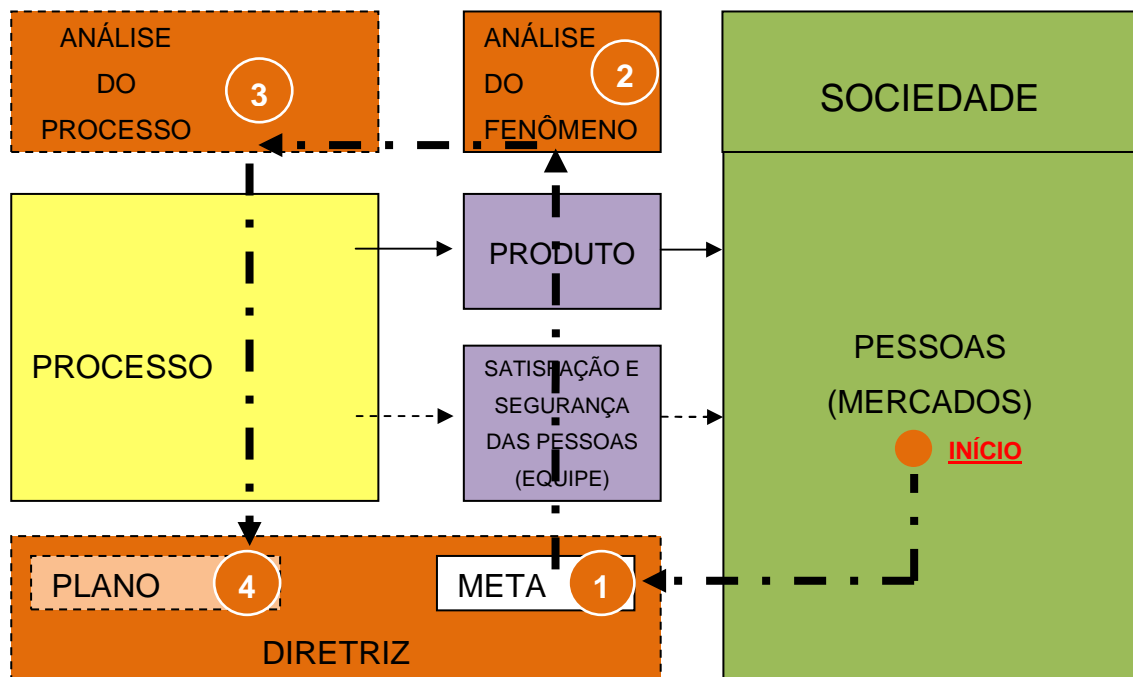 ANÁLISE
DO
PROCESSO
3
ANÁLISE
DO
FENÔMENO
2
SOCIEDADE
PROCESSO
PRODUTO
SATISFAÇÃO E
SEGURANÇA
DAS PESSOAS
(EQUIPE)
PESSOAS
(MERCADOS)
INÍCIO
PLANO
4
META
1
DIRETRIZ